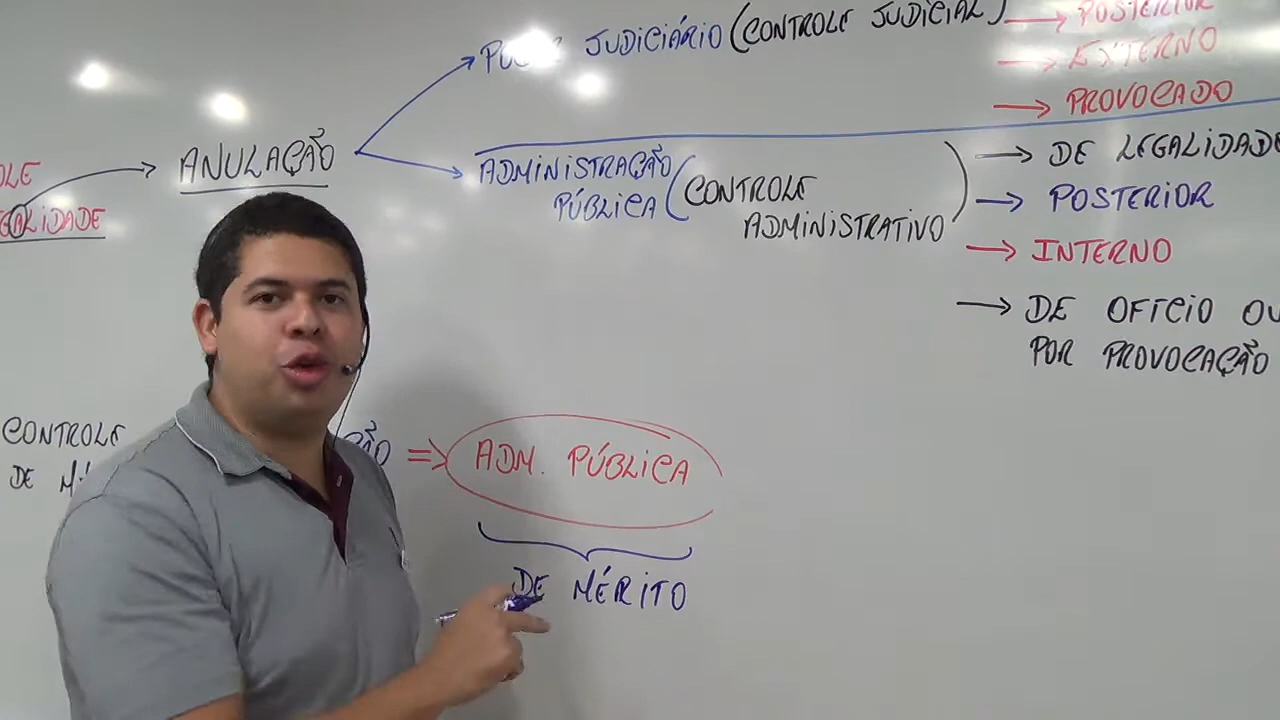 JUDICIÁRIO (CONTROLE JUDICIAL)
→ POSTERIOR
→ EXTERNO
→ PROVOCADO
ANULAÇÃO
ADMINISTRAÇÃO
PÚBLICA (CONTROLE
ADMINISTRATIVO)
→ DE LEGALIDADE
→ POSTERIOR
→ INTERNO
→ DE OFÍCIO OU
POR PROVOCAÇÃO
CONTROLE
DE
⇒ ADM. PÚBLICA
DE MÉRITO